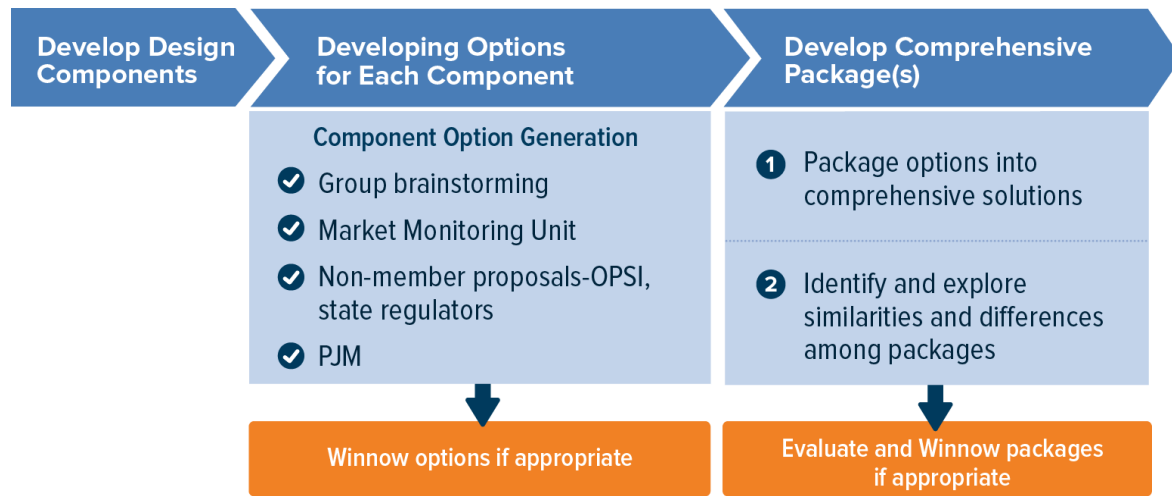 Develop Design
Components
Developing Options
for Each Component
Develop Comprehensive
Package(s)
Component Option Generation
Group brainstorming
Market Monitoring Unit
Non-member proposals-OPSI,
state regulators
PJM
Winnow options if appropriate
1 Package options into
comprehensive solutions
2 Identify and explore
similarities and differences
among packages
Evaluate and Winnow packages
if appropriate